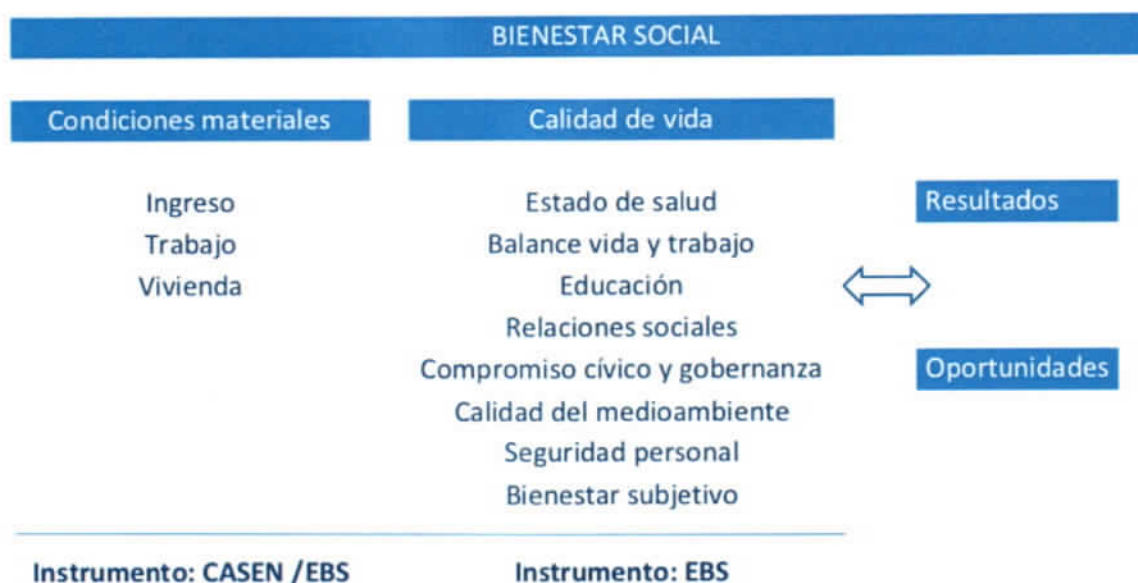 BIENESTAR SOCIAL
Condiciones materiales
Ingreso
Trabajo
Vivienda
Calidad de vida
Estado de salud
Balance vida y trabajo
Educación
Relaciones sociales
Compromiso cívico y gobernanza
Calidad del medioambiente
Seguridad personal
Bienestar subjetivo
Resultados
Oportunidades
Instrumento: CASEN /EBS
Instrumento: EBS